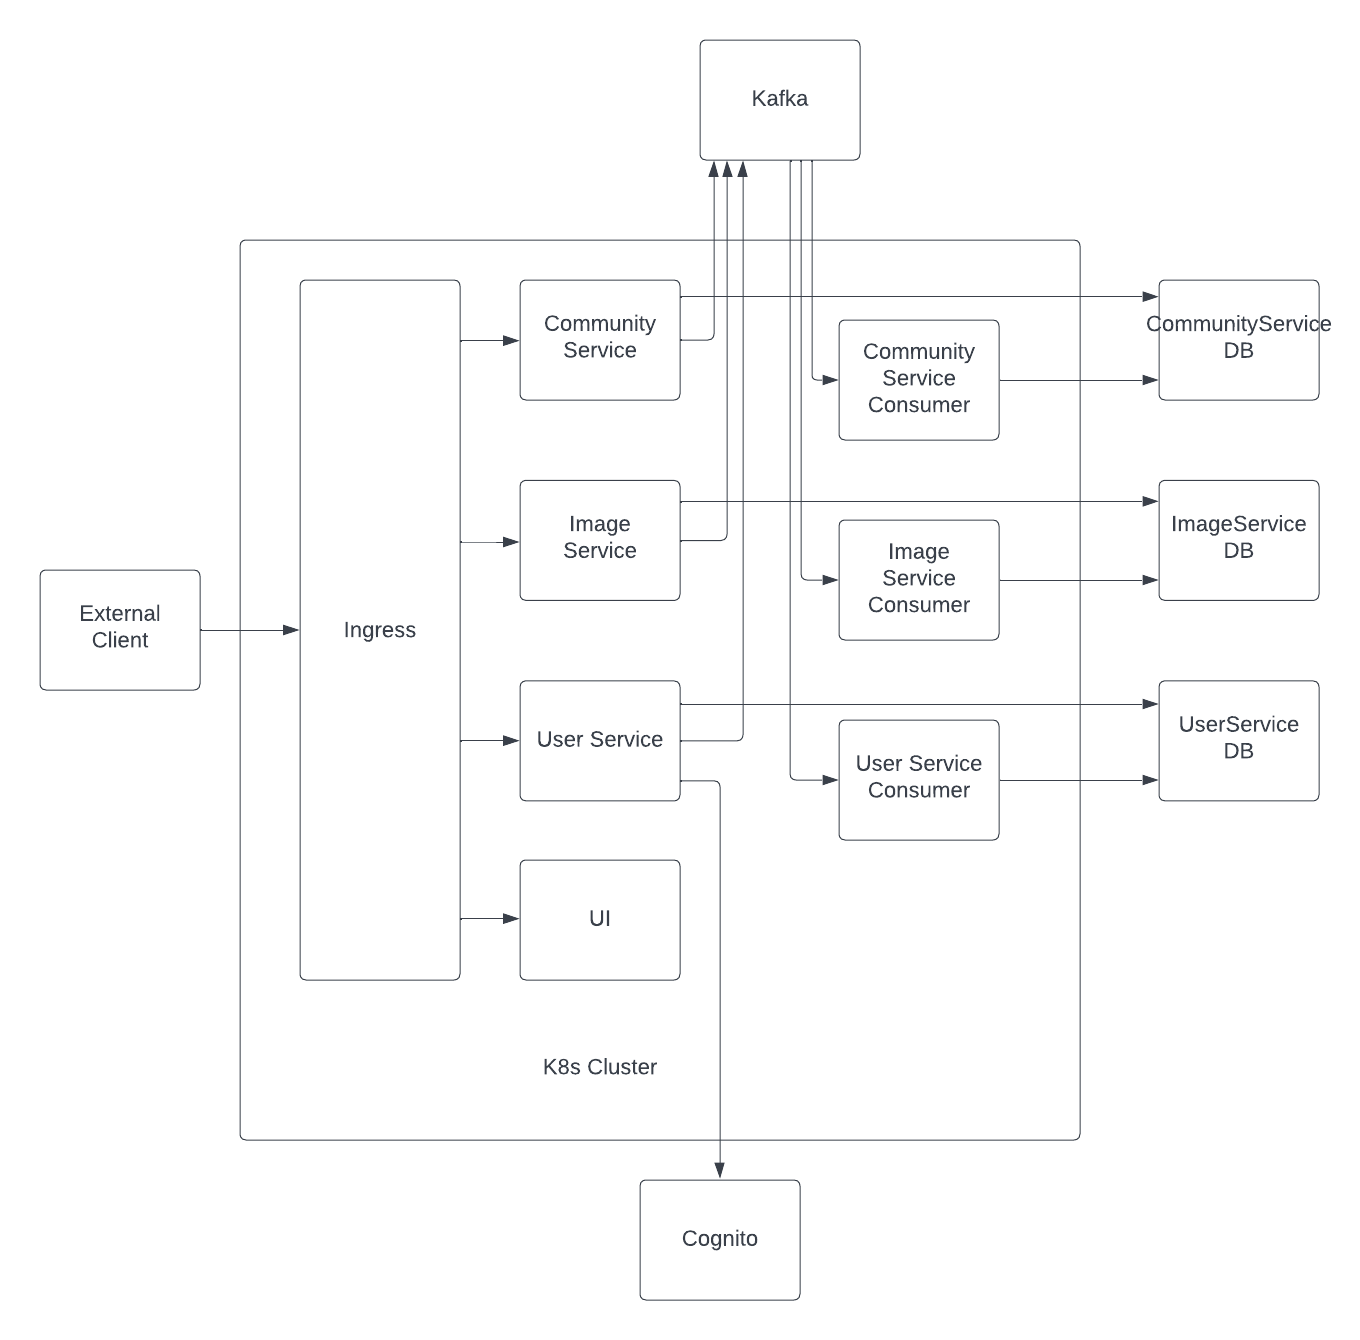 Kafka
Community
Service
CommunityService
DB
Community
Service
Consumer
Image
Service
ImageService
DB
Image
Service
Consumer
External
Client
Ingress
User Service
UserService
DB
User Service
Consumer
UI
K8s Cluster
Cognito